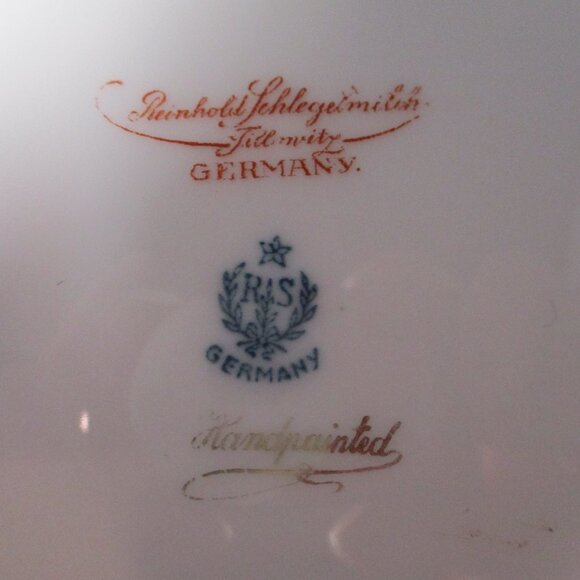 Reinhold Schlegelmilch
Tillowitz
GERMANY.
RS
GERMANY
Handpainted